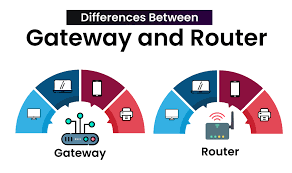 Differences Between
Gateway and Router
Gateway
Router